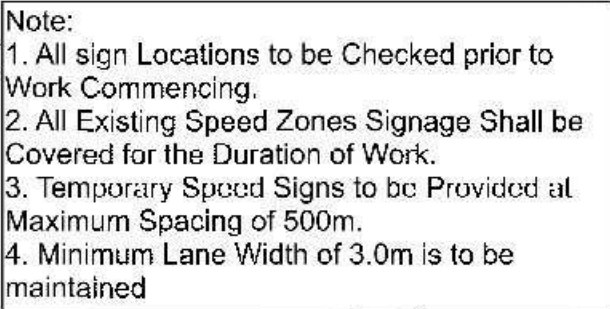 Note:
1. All sign Locations to be Checked prior to
Work Commencing.
2. All Existing Speed Zones Signage Shall be
Covered for the Duration of Work.
3. Temporary Speed Signs to be Provided at
Maximum Spacing of 500m.
4. Minimum Lane Width of 3.0m is to be
maintained